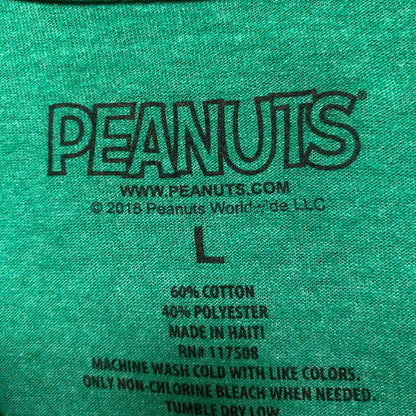 PEANUTS®
WWW.PEANUTS.COM
© 2018 Peanuts Worldwide LLC
L
60% COTTON
40% POLYESTER
MADE IN HAITI
RN# 117508
MACHINE WASH COLD WITH LIKE COLORS.
ONLY NON-CHLORINE BLEACH WHEN NEEDED.
TUMBLE DRY LOW